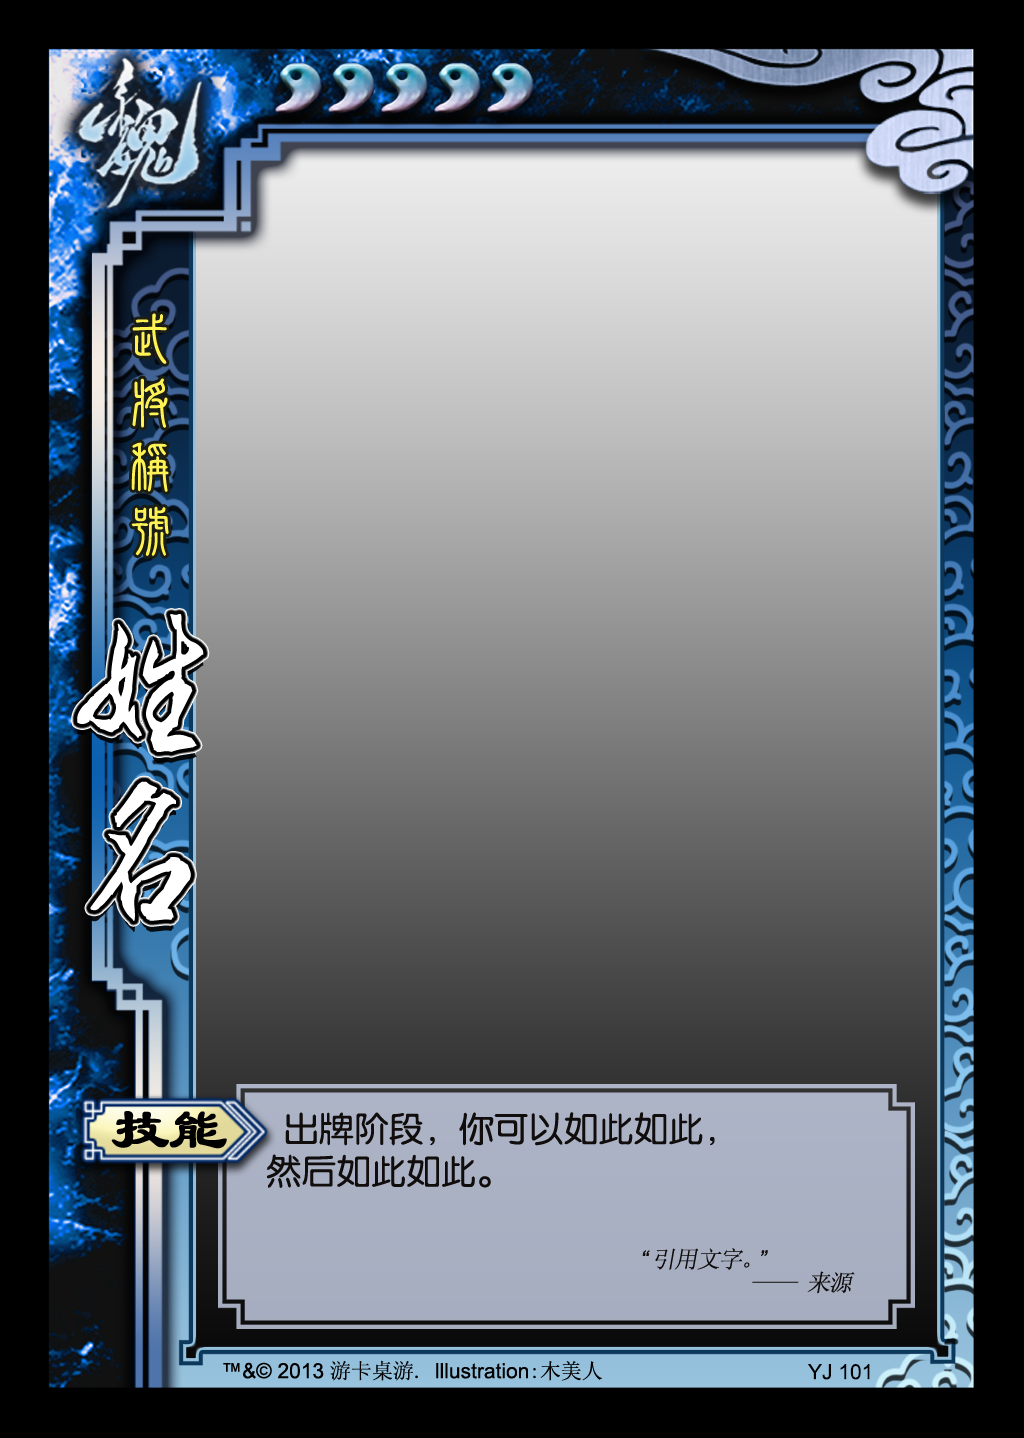 魏
武将稱號
姓名
技能
出牌阶段，你可以如此如此，
然后如此如此。
“引用文字。”
—— 来源
™&© 2013 游卡桌游. Illustration:木美人
YJ 101